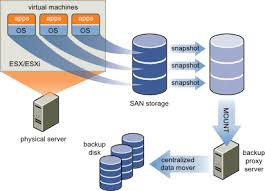 virtual machines
apps
apps
apps
OS
OS
OS
ESX/ESXi
snapshot
snapshot
snapshot
SAN storage
physical server
MOUNT
backup
disk
centralized
data mover
backup
proxy
server